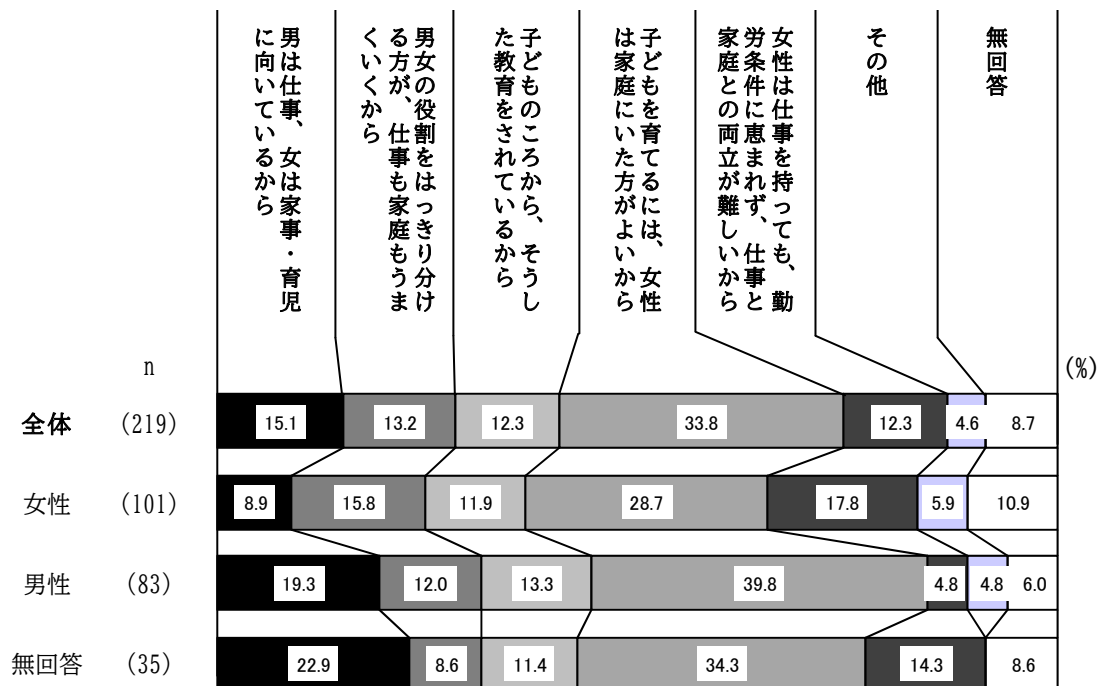 男は仕事、女は家事・育児
に向いているから
男女の役割をはっきり分け
る方が、仕事も家庭もうま
くいくから
子どものころから、そうし
た教育をされているから
子どもを育てるには、女性
は家庭にいた方がよいから
女性は仕事を持っても、勤
労条件に恵まれず、仕事と
家庭との両立が難しいから
その他
無回答
n
(%)
全体 (219) 15.1 13.2 12.3 33.8 12.3 4.6 8.7
女性 (101) 8.9 15.8 11.9 28.7 17.8 5.9 10.9
男性 (83) 19.3 12.0 13.3 39.8 4.8 4.8 6.0
無回答 (35) 22.9 8.6 11.4 34.3 14.3 8.6